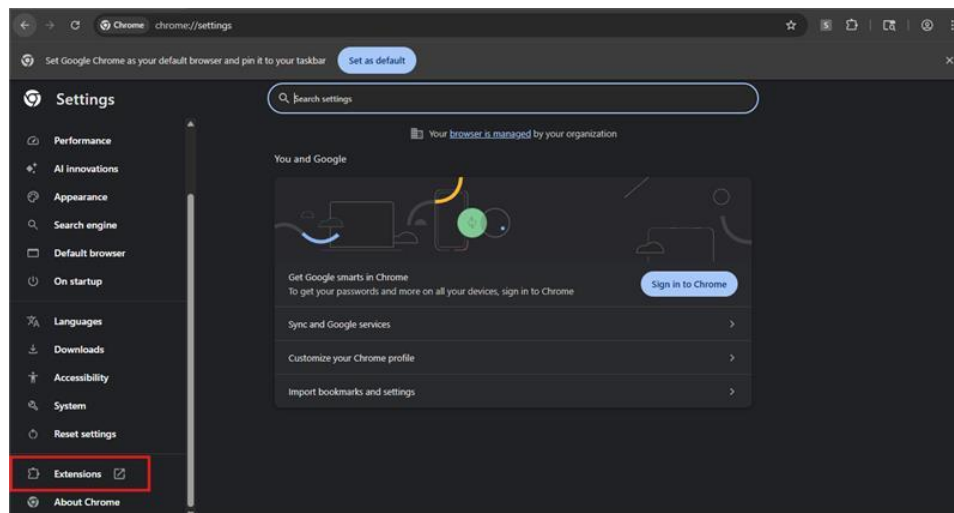 Chrome chrome://settings
Set Google Chrome as your default browser and pin it to your taskbar Set as default
Settings
Search settings
Your browser is managed by your organization
You and Google
Performance
AI innovations
Appearance
Search engine
Default browser
On startup
Languages
Downloads
Accessibility
System
Reset settings
Extensions
About Chrome
Get Google smarts in Chrome
To get your passwords and more on all your devices, sign in to Chrome
Sign in to Chrome
Sync and Google services
Customize your Chrome profile
Import bookmarks and settings